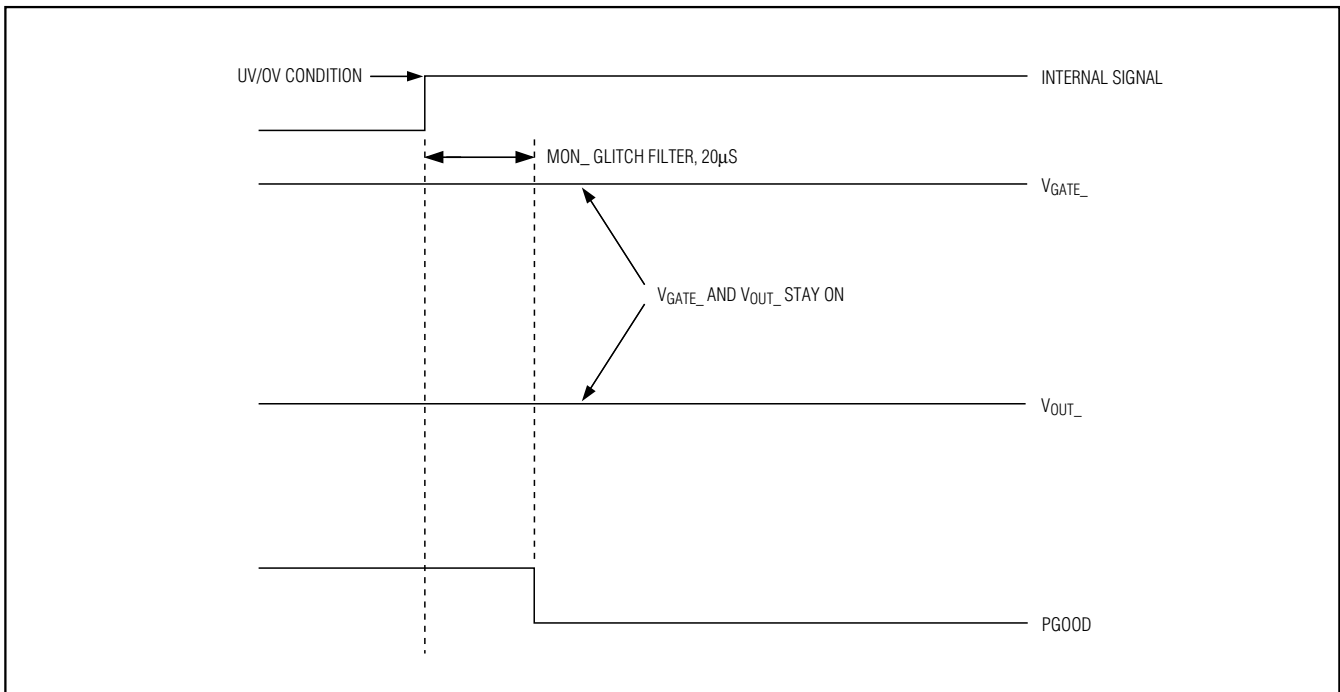 UV/OV CONDITION
INTERNAL SIGNAL
MON_ GLITCH FILTER, 20μS
VGATE_
VGATE_ AND VOUT_ STAY ON
VOUT_
PGOOD